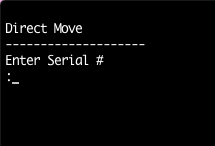 Direct Move
--------------------
Enter Serial #
:_